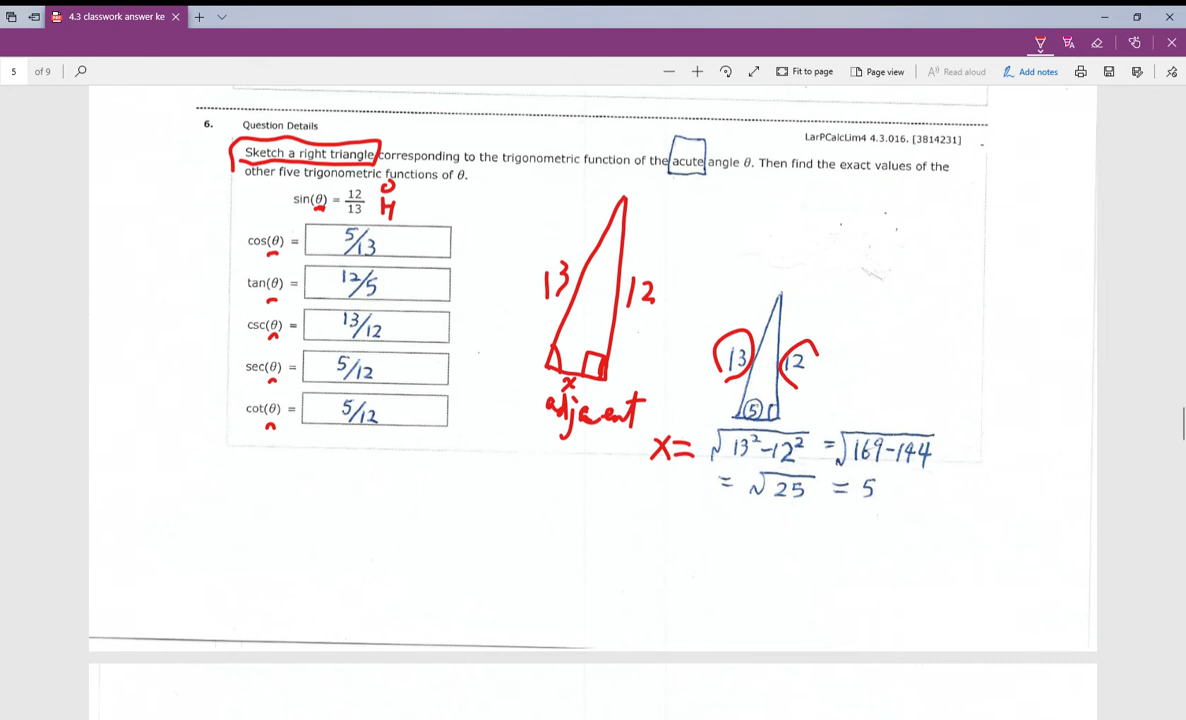 4.3 classwork answer ke
5 of 9
Fit to page
Page view
Read aloud
Add notes
6. Question Details
LarPCalcLim4 4.3.016. [3814231]
Sketch a right triangle corresponding to the trigonometric function of the acute angle θ. Then find the exact values of the
other five trigonometric functions of θ.
sin(θ) = 12/13 O/H
cos(θ) = 5/13
tan(θ) = 12/5
csc(θ) = 13/12
sec(θ) = 5/12
cot(θ) = 5/12
13 12
x
adjacent
13 12
5
x = √13²-12² = √169-144
= √25 = 5